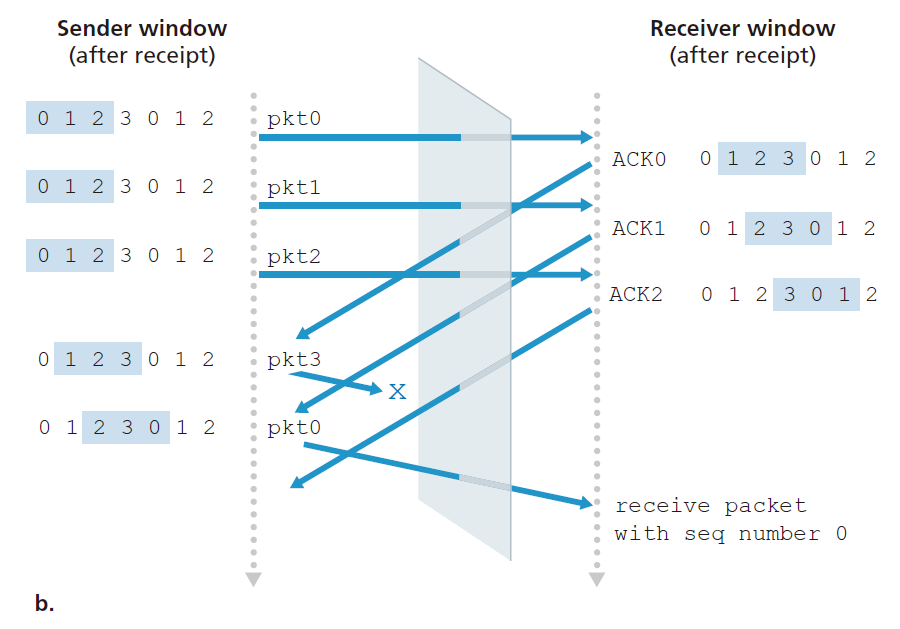 Sender window
(after receipt)
Receiver window
(after receipt)
0 1 2 3 0 1 2
pkt0
ACK0 0 1 2 3 0 1 2
0 1 2 3 0 1 2
pkt1
ACK1 0 1 2 3 0 1 2
0 1 2 3 0 1 2
pkt2
ACK2 0 1 2 3 0 1 2
0 1 2 3 0 1 2
pkt3
X
0 1 2 3 0 1 2
pkt0
receive packet
with seq number 0
b.